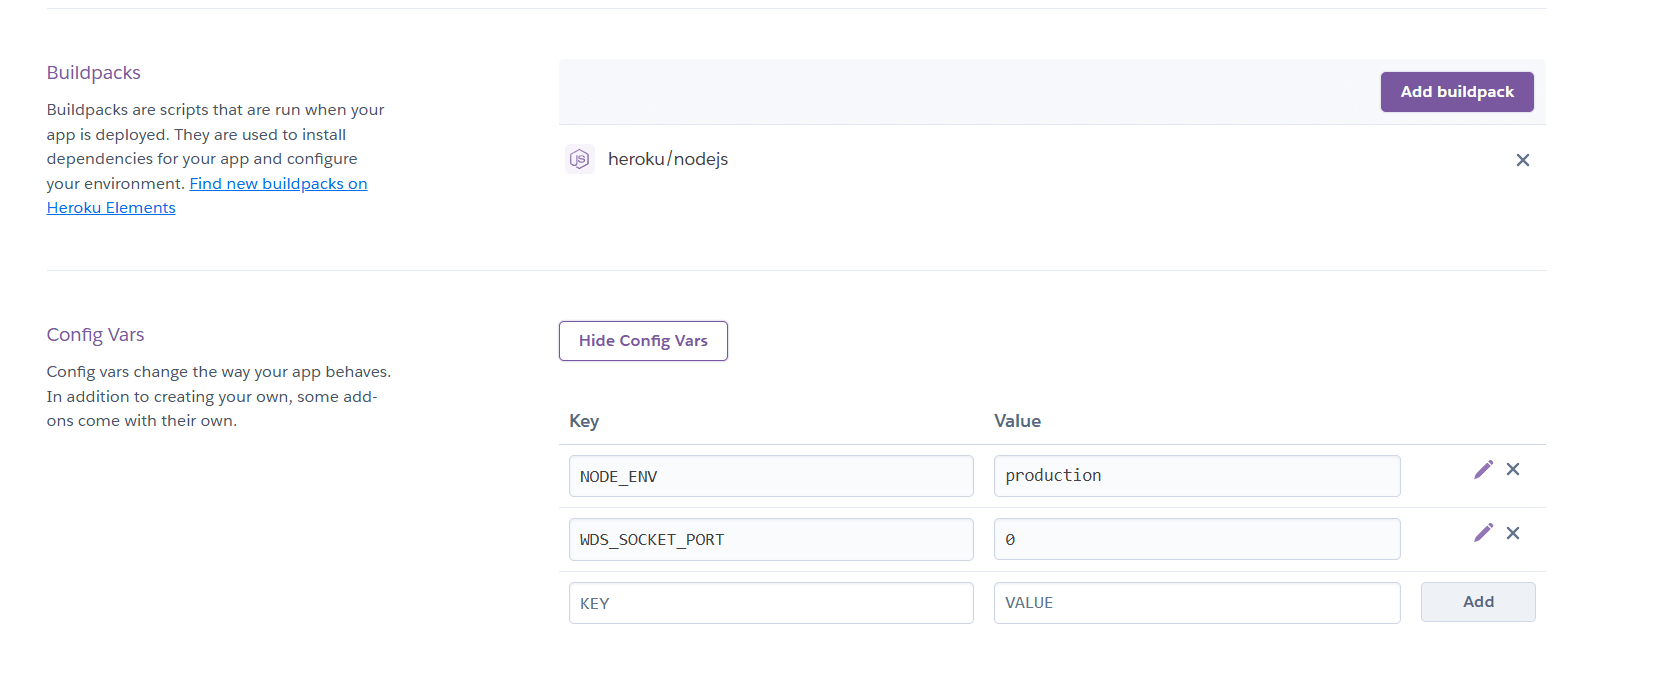 Buildpacks
Buildpacks are scripts that are run when your
app is deployed. They are used to install
dependencies for your app and configure
your environment. Find new buildpacks on
Heroku Elements
Add buildpack
JS
heroku/nodejs
Config Vars
Config vars change the way your app behaves.
In addition to creating your own, some add-
ons come with their own.
Hide Config Vars
Key Value
NODE_ENV production
WDS_SOCKET_PORT 0
KEY VALUE Add